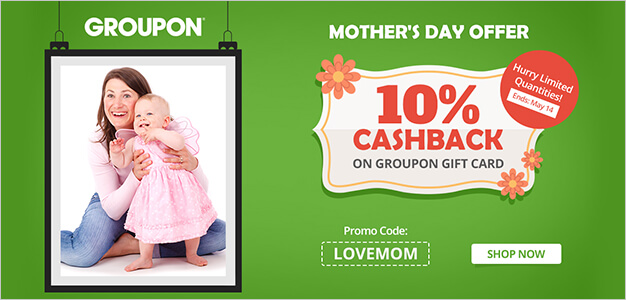 GROUPON®
MOTHER'S DAY OFFER
Hurry Limited
Quantities!
Ends: May 14
10%
CASHBACK
ON GROUPON GIFT CARD
Promo Code:
LOVEMOM
SHOP NOW